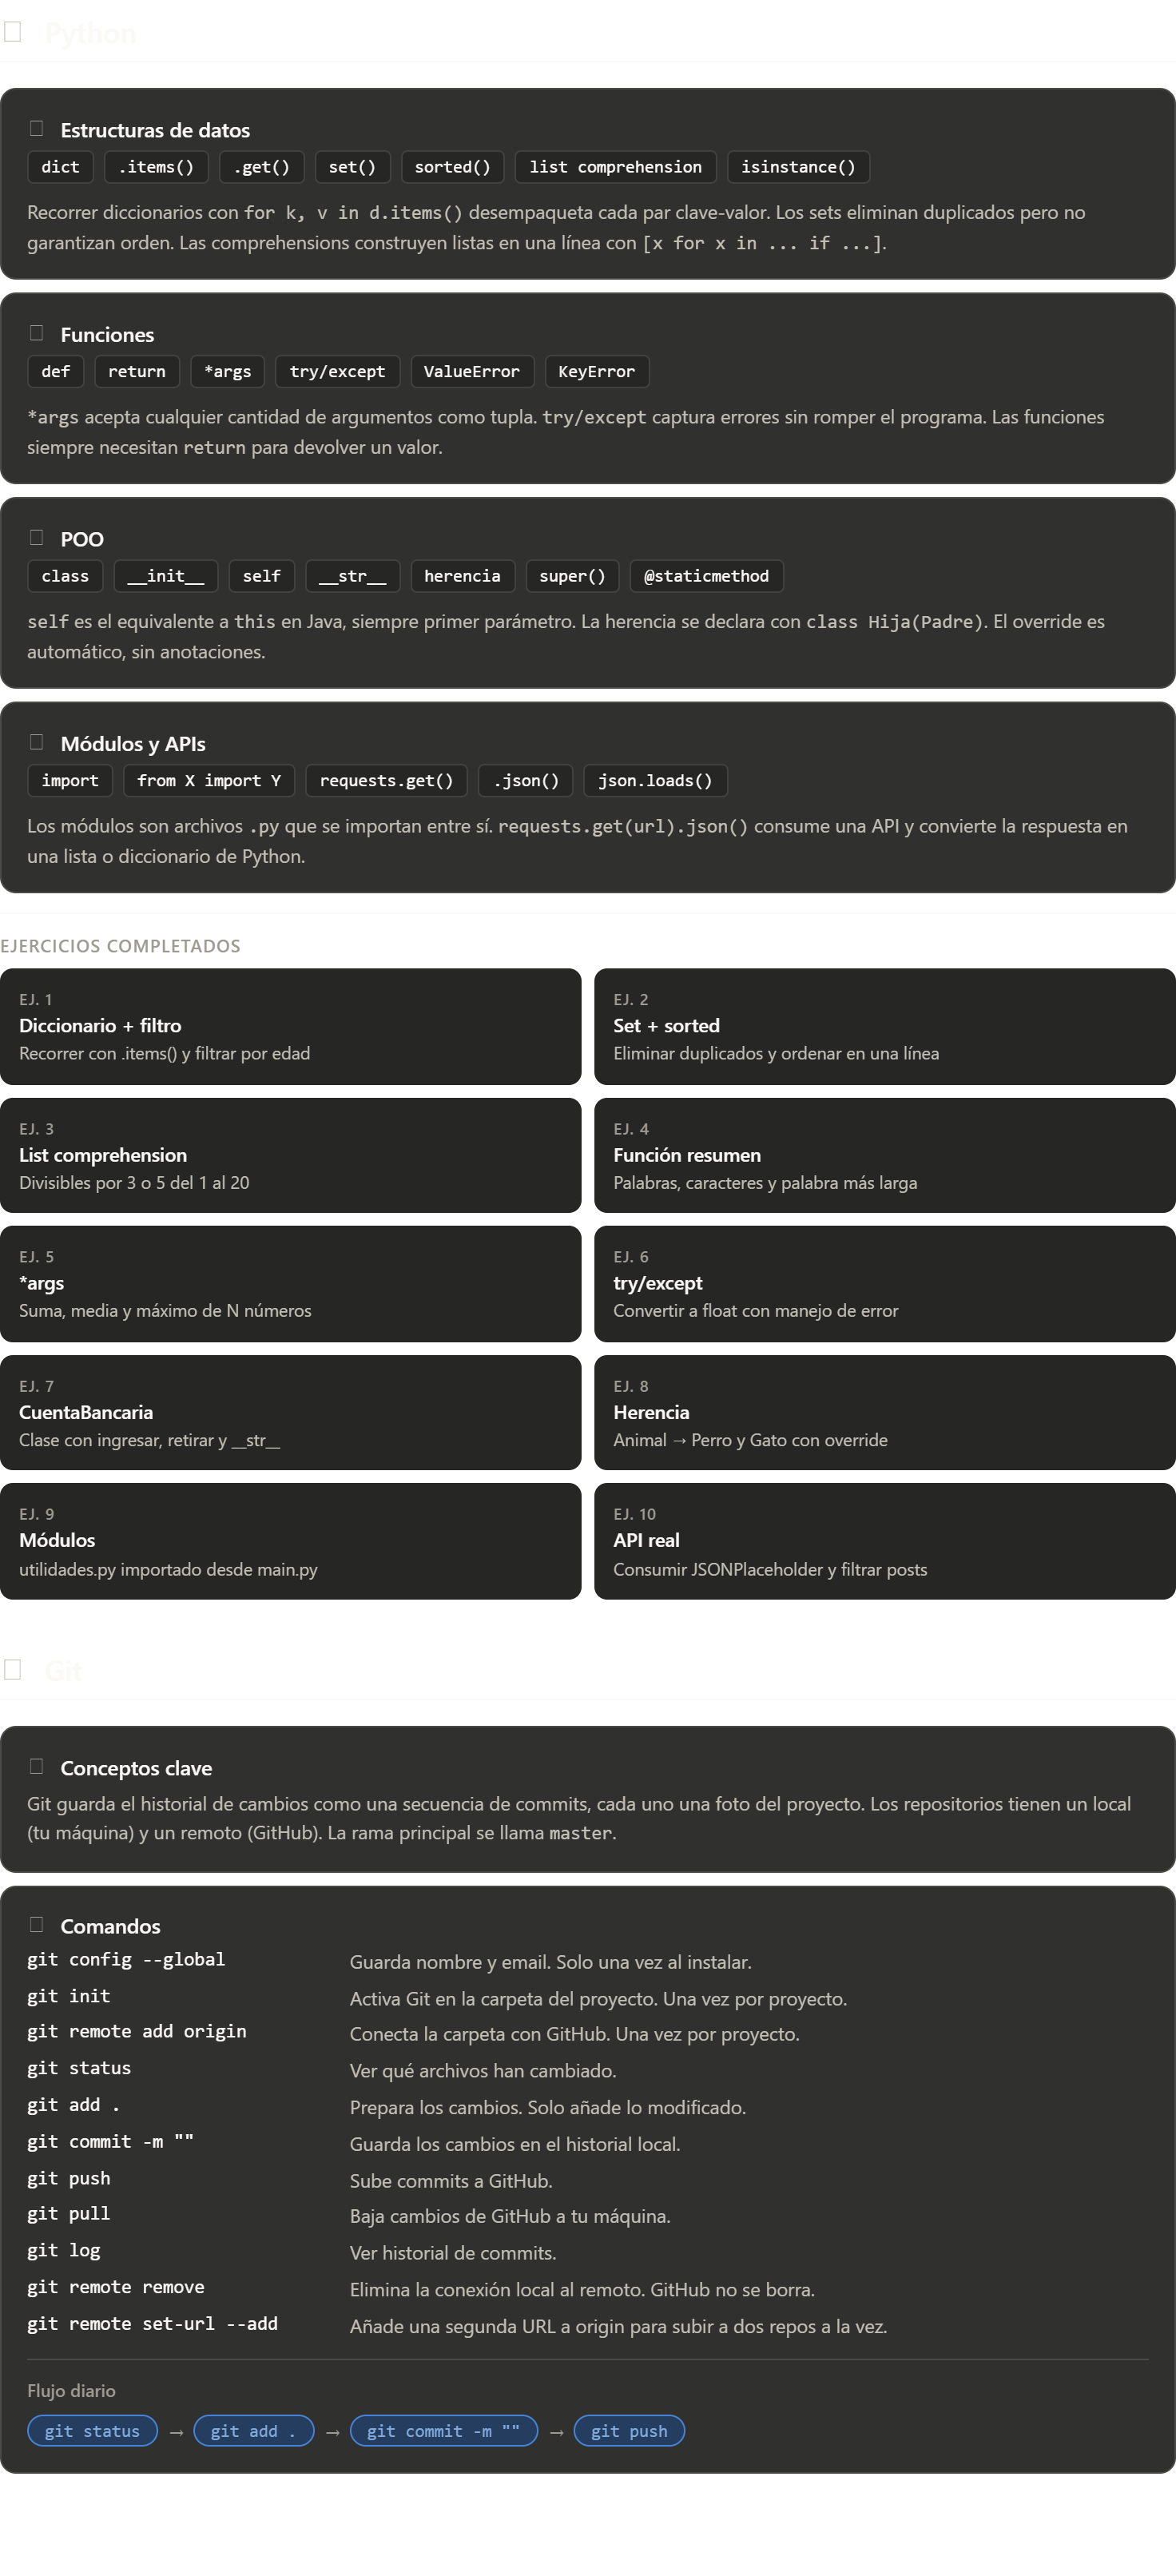 Python
Estructuras de datos
dict .items() .get() set() sorted() list comprehension isinstance()
Recorrer diccionarios con for k, v in d.items() desempaqueta cada par clave-valor. Los sets eliminan duplicados pero no
garantizan orden. Las comprehensions construyen listas en una línea con [x for x in ... if ...].
Funciones
def return *args try/except ValueError KeyError
*args acepta cualquier cantidad de argumentos como tupla. try/except captura errores sin romper el programa. Las funciones
siempre necesitan return para devolver un valor.
POO
class __init__ self __str__ herencia super() @staticmethod
self es el equivalente a this en Java, siempre primer parámetro. La herencia se declara con class Hija(Padre). El override es
automático, sin anotaciones.
Módulos y APIs
import from X import Y requests.get() .json() json.loads()
Los módulos son archivos .py que se importan entre sí. requests.get(url).json() consume una API y convierte la respuesta en
una lista o diccionario de Python.
EJERCICIOS COMPLETADOS
EJ. 1
Diccionario + filtro
Recorrer con .items() y filtrar por edad
EJ. 2
Set + sorted
Eliminar duplicados y ordenar en una línea
EJ. 3
List comprehension
Divisibles por 3 o 5 del 1 al 20
EJ. 4
Función resumen
Palabras, caracteres y palabra más larga
EJ. 5
*args
Suma, media y máximo de N números
EJ. 6
try/except
Convertir a float con manejo de error
EJ. 7
CuentaBancaria
Clase con ingresar, retirar y __str__
EJ. 8
Herencia
Animal → Perro y Gato con override
EJ. 9
Módulos
utilidades.py importado desde main.py
EJ. 10
API real
Consumir JSONPlaceholder y filtrar posts
Git
Conceptos clave
Git guarda el historial de cambios como una secuencia de commits, cada uno una foto del proyecto. Los repositorios tienen un local
(tu máquina) y un remoto (GitHub). La rama principal se llama master.
Comandos
git config --global Guarda nombre y email. Solo una vez al instalar.
git init Activa Git en la carpeta del proyecto. Una vez por proyecto.
git remote add origin Conecta la carpeta con GitHub. Una vez por proyecto.
git status Ver qué archivos han cambiado.
git add . Prepara los cambios. Solo añade lo modificado.
git commit -m "" Guarda los cambios en el historial local.
git push Sube commits a GitHub.
git pull Baja cambios de GitHub a tu máquina.
git log Ver historial de commits.
git remote remove Elimina la conexión local al remoto. GitHub no se borra.
git remote set-url --add Añade una segunda URL a origin para subir a dos repos a la vez.
Flujo diario
git status → git add . → git commit -m "" → git push